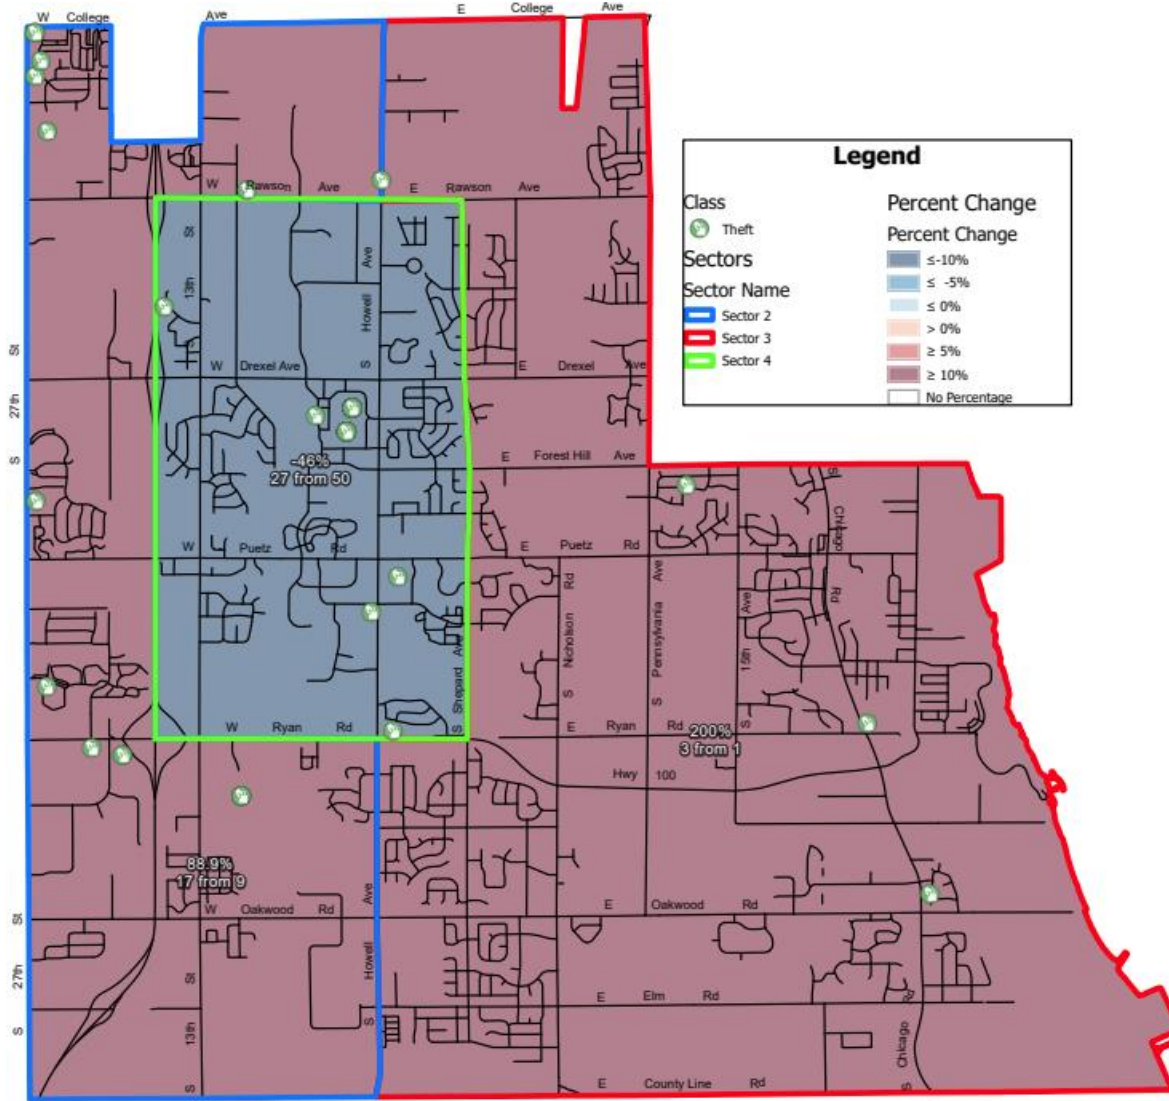 W College Ave E College Ave
W Rawson Ave E Rawson Ave
Legend
Class
Theft
Sectors
Sector Name
Sector 2
Sector 3
Sector 4
Percent Change
Percent Change
≤-10%
≤ -5%
≤ 0%
> 0%
≥ 5%
≥ 10%
No Percentage
S 13th St
S Howell Ave
S 27th St
W Drexel Ave E Drexel Ave
E Forest Hill Ave
-46%
27 from 50
W Puetz Rd E Puetz Rd
S Chicago Rd
S Nicholson Rd
S Pennsylvania Ave
S 15th Ave
S Shepard Ave
W Ryan Rd E Ryan Rd
200%
3 from 1
Hwy 100
88.9%
17 from 9
W Oakwood Rd E Oakwood Rd
S 27th St
S 13th St
S Howell Ave
E Elm Rd
S Chicago Rd
E County Line Rd